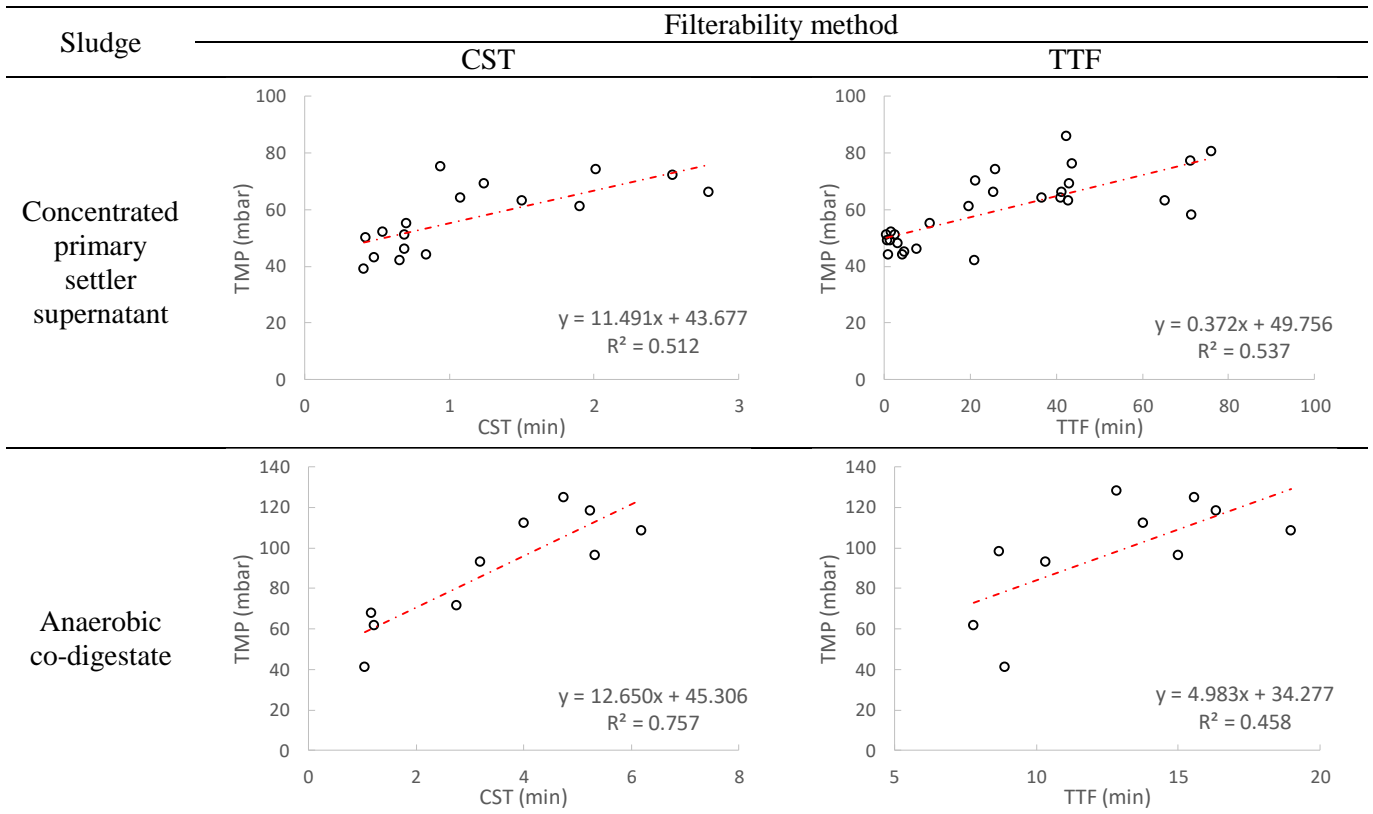 Sludge
Filterability method
CST
TTF
Concentrated
primary
settler
supernatant
100
80
60
40
20
0
TMP (mbar)
y = 11.491x + 43.677
R² = 0.512
0 1 2 3
CST (min)
100
80
60
40
20
0
TMP (mbar)
y = 0.372x + 49.756
R² = 0.537
0 20 40 60 80 100
TTF (min)
Anaerobic
co-digestate
140
120
100
80
60
40
20
0
TMP (mbar)
y = 12.650x + 45.306
R² = 0.757
0 2 4 6 8
CST (min)
140
120
100
80
60
40
20
0
TMP (mbar)
y = 4.983x + 34.277
R² = 0.458
5 10 15 20
TTF (min)